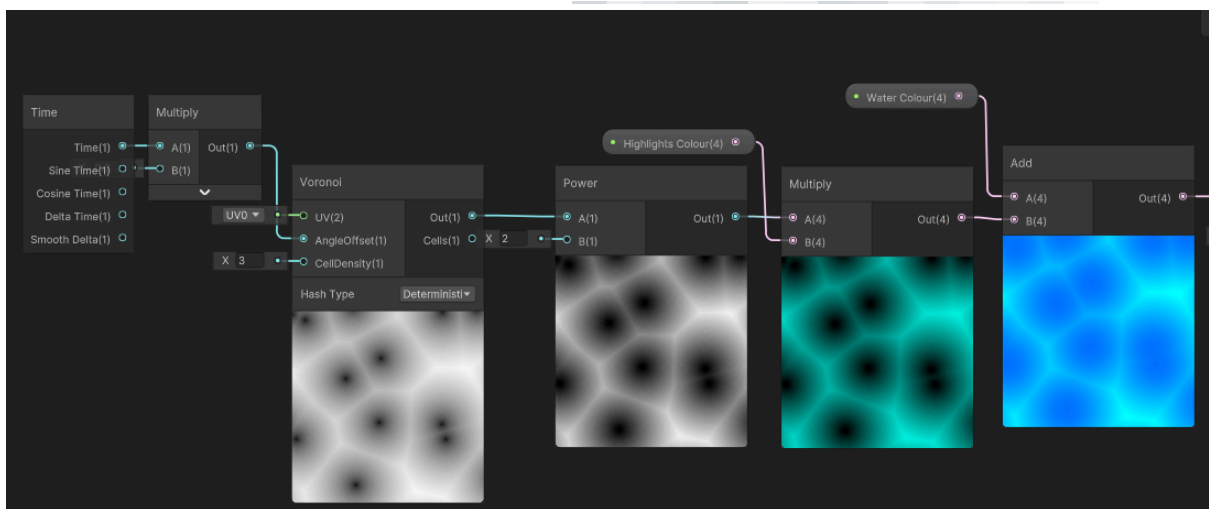 Time
Time(1)
Sine Time(1)
Cosine Time(1)
Delta Time(1)
Smooth Delta(1)
Multiply
A(1) Out(1)
B(1)
Voronoi
UV0 UV(2) Out(1)
AngleOffset(1) Cells(1)
X 3 CellDensity(1)
Hash Type Deterministi
Highlights Colour(4)
Power
A(1) Out(1)
X 2 B(1)
Water Colour(4)
Multiply
A(4) Out(4)
B(4)
Add
A(4) Out(4)
B(4)